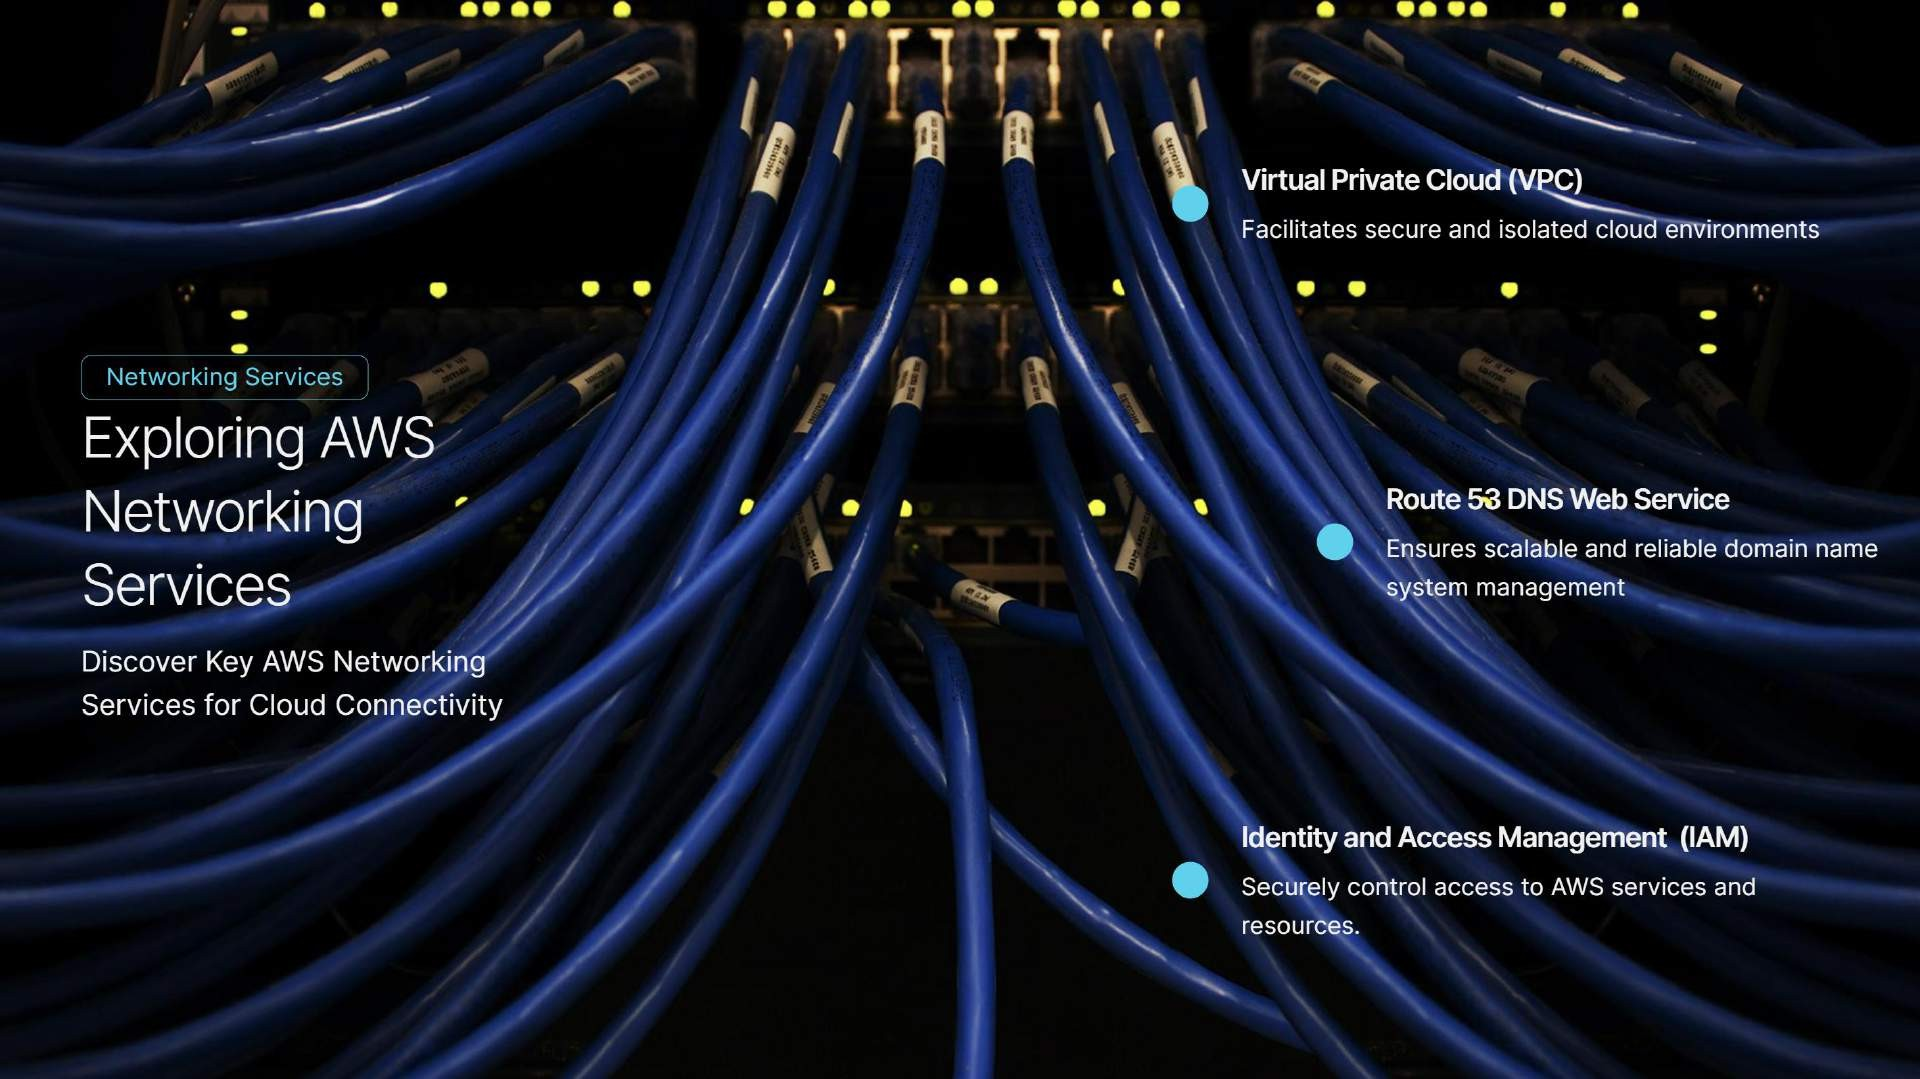 Networking Services
Exploring AWS
Networking
Services
Discover Key AWS Networking
Services for Cloud Connectivity
Virtual Private Cloud (VPC)
Facilitates secure and isolated cloud environments
Route 53 DNS Web Service
Ensures scalable and reliable domain name
system management
Identity and Access Management (IAM)
Securely control access to AWS services and
resources.